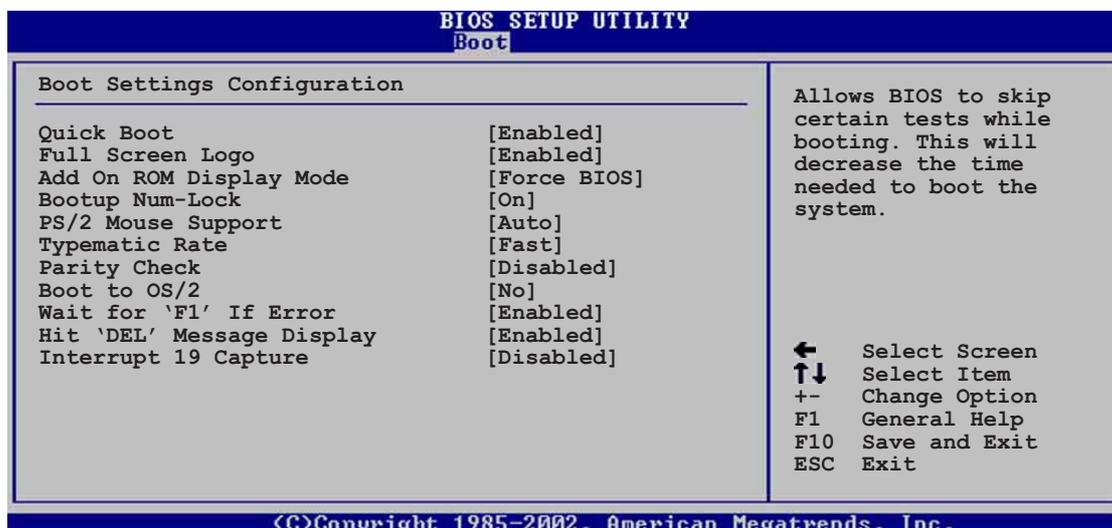 BIOS SETUP UTILITY
Boot
Boot Settings Configuration
Quick Boot [Enabled]
Full Screen Logo [Enabled]
Add On ROM Display Mode [Force BIOS]
Bootup Num-Lock [On]
PS/2 Mouse Support [Auto]
Typematic Rate [Fast]
Parity Check [Disabled]
Boot to OS/2 [No]
Wait for ‘F1’ If Error [Enabled]
Hit ‘DEL’ Message Display [Enabled]
Interrupt 19 Capture [Disabled]
Allows BIOS to skip
certain tests while
booting. This will
decrease the time
needed to boot the
system.
← Select Screen
↑↓ Select Item
+- Change Option
F1 General Help
F10 Save and Exit
ESC Exit
(C)Copyright 1985-2002, American Megatrends, Inc.